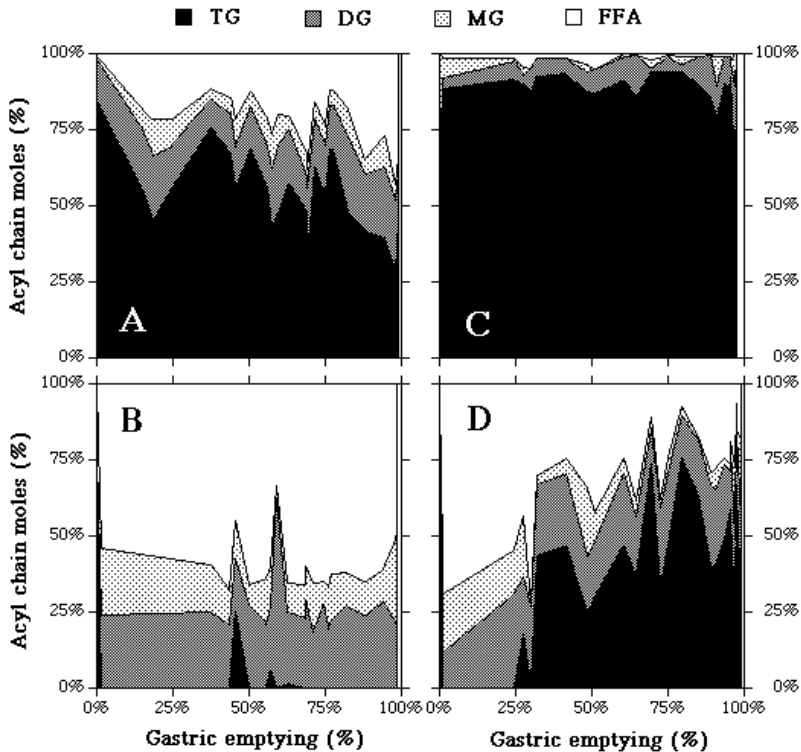 TG DG MG FFA
100%
75%
50%
25%
0%
Acyl chain moles (%)
A
C
100%
75%
50%
25%
0%
100%
75%
50%
25%
0%
Acyl chain moles (%)
B
D
100%
75%
50%
25%
0%
0% 25% 50% 75% 100% 0% 25% 50% 75% 100%
Gastric emptying (%) Gastric emptying (%)